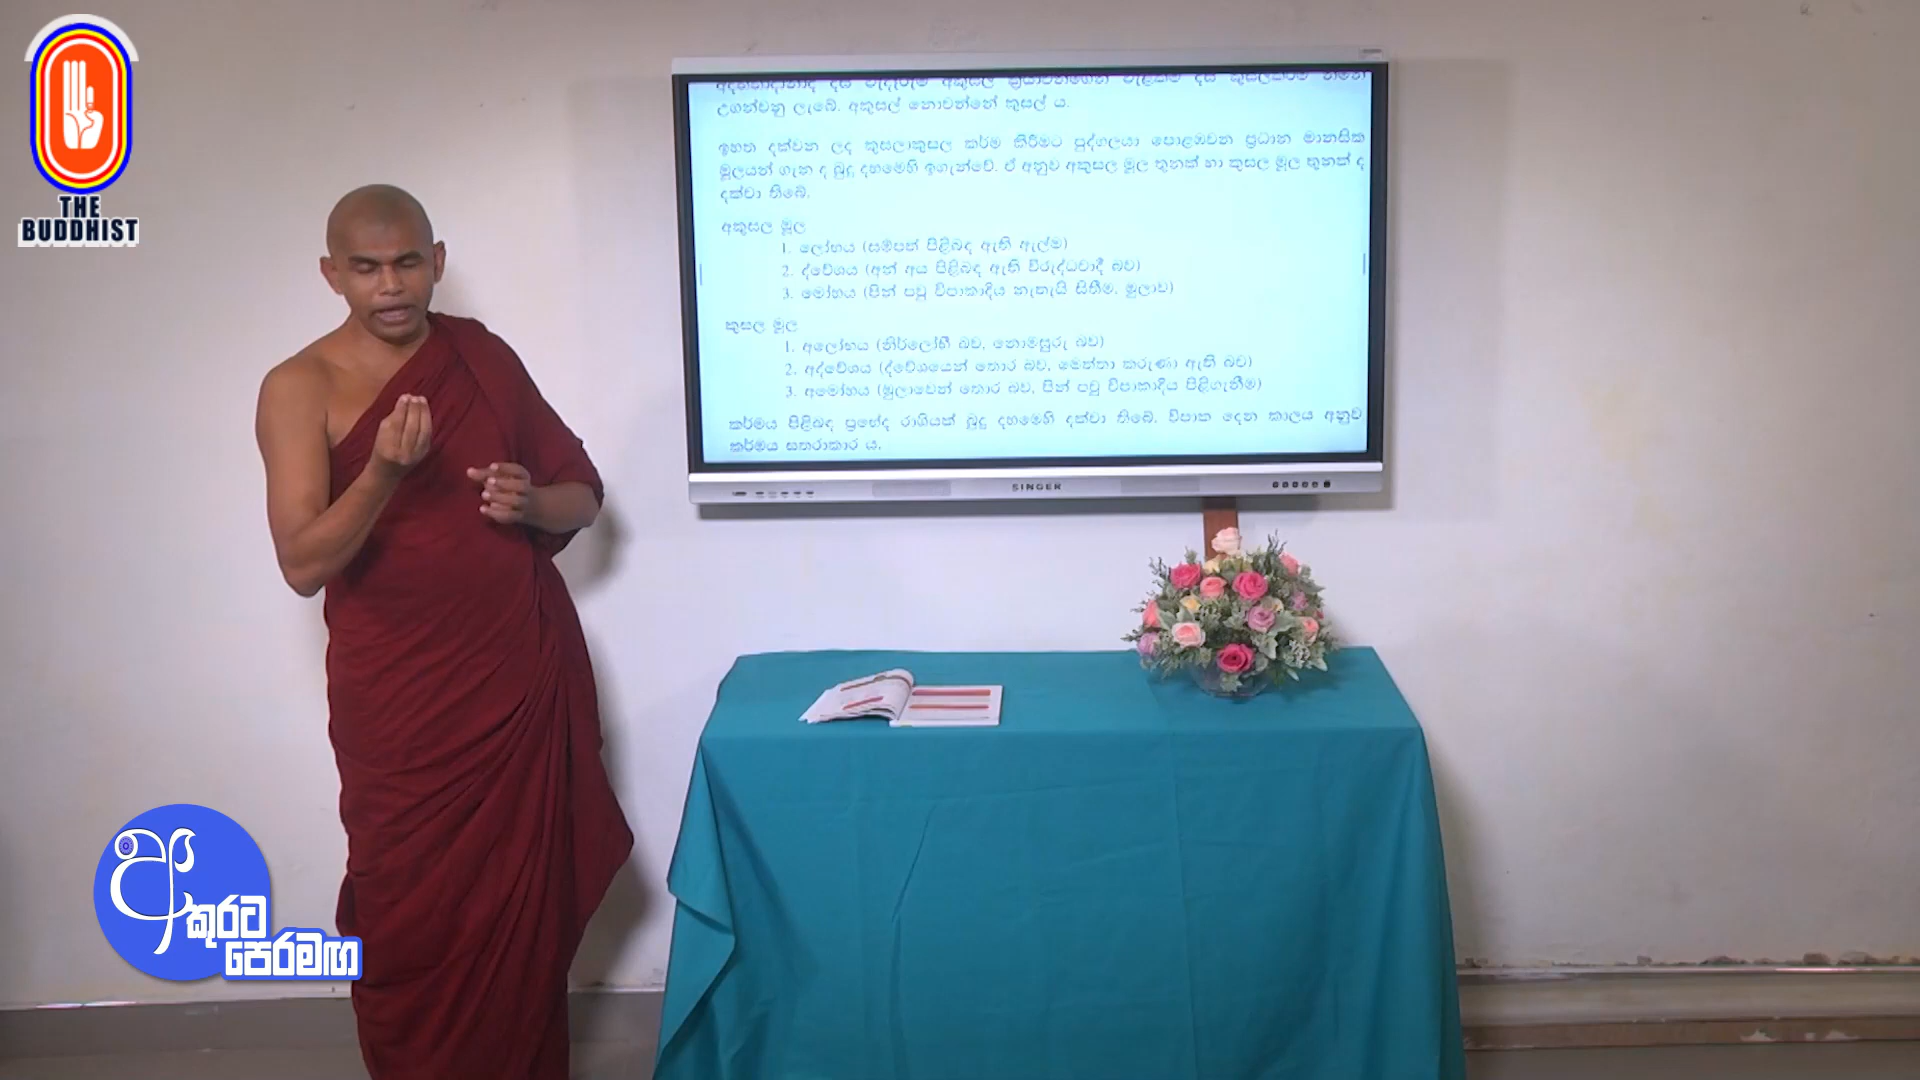 THE
BUDDHIST
උගන්වනු ලැබේ. අකුසල් නොවන්නේ කුසල් ය.
ඉහත දක්වන ලද කුසලාකුසල කර්ම කිරීමට පුද්ගලයා පොළඹවන ප්‍රධාන මානසික
මූලයන් ගැන ද බුදු දහමෙහි ඉගැන්වේ. ඒ අනුව අකුසල මූල තුනක් හා කුසල මූල තුනක් ද
දක්වා තිබේ.
අකුසල මූල
1. ලෝභය (සම්පත් පිළිබඳ ඇති ඇල්ම)
2. ද්වේශය (අන් අය පිළිබඳ ඇති විරුද්ධවාදී බව)
3. මෝහය (පින් පවු විපාකාදිය නැතැයි සිතීම, මුලාව)
කුසල මූල
1. අලෝභය (නිර්ලෝභී බව, නොමසුරු බව)
2. අද්වේශය (ද්වේශයෙන් තොර බව, මෙත්තා කරුණා ඇති බව)
3. අමෝහය (මුලාවෙන් තොර බව, පින් පවු විපාකාදිය පිළිගැනීම)
කර්මය පිළිබඳ ප්‍රභේද රාශියක් බුදු දහමෙහි දක්වා තිබේ. විපාක දෙන කාලය අනුව
කර්මය සතරාකාර ය.
SINGER
අකුරට
පෙරමඟ